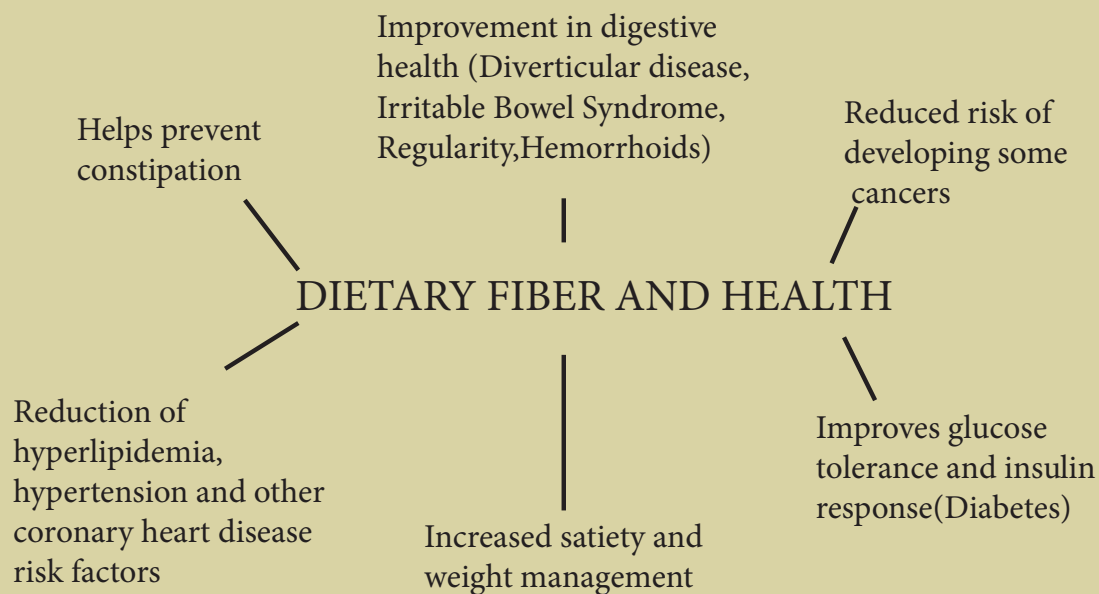 Improvement in digestive
health (Diverticular disease,
Irritable Bowel Syndrome,
Regularity,Hemorrhoids)
Helps prevent
constipation
Reduced risk of
developing some
cancers
DIETARY FIBER AND HEALTH
Reduction of
hyperlipidemia,
hypertension and other
coronary heart disease
risk factors
Increased satiety and
weight management
Improves glucose
tolerance and insulin
response(Diabetes)